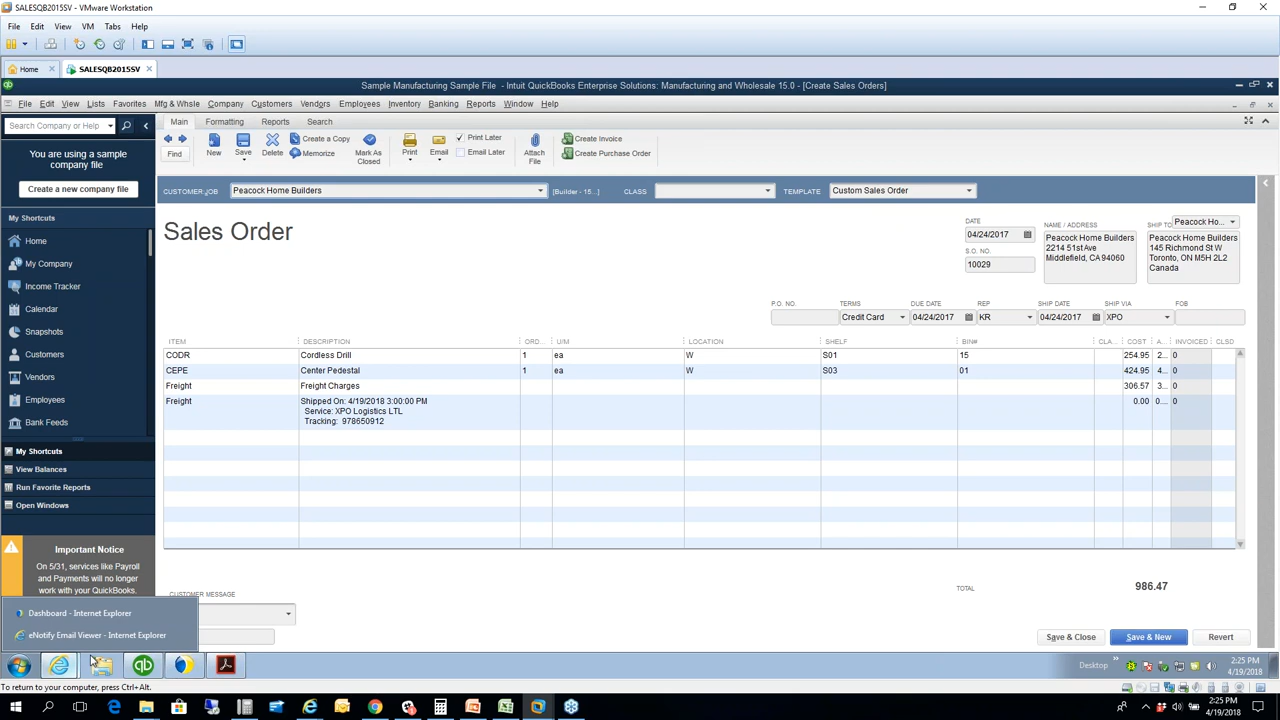 SALESQB2015SV - VMware Workstation
File Edit View VM Tabs Help
Home SALESQB2015SV
Sample Manufacturing Sample File - Intuit QuickBooks Enterprise Solutions: Manufacturing and Wholesale 15.0 - [Create Sales Orders]
File Edit View Lists Favorites Mfg & Whsle Company Customers Vendors Employees Inventory Banking Reports Window Help
Search Company or Help
Main Formatting Reports Search
Find New Save Delete Create a Copy Memorize Mark As Closed Print Email Print Later Email Later Attach File Create Invoice Create Purchase Order
You are using a sample company file
Create a new company file
CUSTOMER:JOB Peacock Home Builders [Builder - 15...] CLASS TEMPLATE Custom Sales Order
My Shortcuts
Home
My Company
Income Tracker
Calendar
Snapshots
Customers
Vendors
Employees
Bank Feeds
My Shortcuts
View Balances
Run Favorite Reports
Open Windows
Important Notice
On 5/31, services like Payroll
and Payments will no longer
work with your QuickBooks.
Sales Order
DATE
04/24/2017
S.O. NO.
10029
NAME / ADDRESS
Peacock Home Builders
2214 51st Ave
Middlefield, CA 94060
SHIP TO Peacock Ho...
Peacock Home Builders
145 Richmond St W
Toronto, ON M5H 2L2
Canada
P.O. NO. TERMS DUE DATE REP SHIP DATE SHIP VIA FOB
Credit Card 04/24/2017 KR 04/24/2017 XPO
ITEM DESCRIPTION ORD... U/M LOCATION SHELF BIN# CLA... COST A... INVOICED CLSD
CODR Cordless Drill 1 ea W S01 15 254.95 2... 0
CEPE Center Pedestal 1 ea W S03 01 424.95 4... 0
Freight Freight Charges 306.57 3... 0
Freight Shipped On: 4/19/2018 3:00:00 PM 0.00 0... 0
Service: XPO Logistics LTL
Tracking: 978650912
TOTAL 986.47
CUSTOMER MESSAGE
Save & Close Save & New Revert
Dashboard - Internet Explorer
eNotify Email Viewer - Internet Explorer
Desktop
2:25 PM
4/19/2018
To return to your computer, press Ctrl+Alt.
2:25 PM
4/19/2018